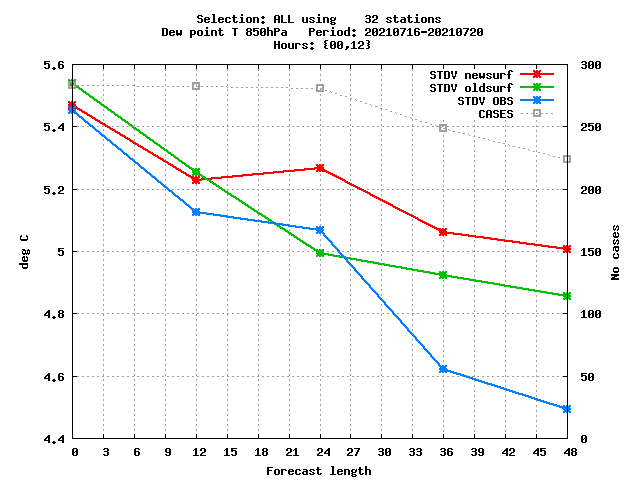 Selection: ALL using    32 stations
Dew point T 850hPa   Period: 20210716-20210720
Hours: {00,12}
STDV newsurf
STDV oldsurf
STDV OBS
CASES
deg C
5.6
5.4
5.2
5
4.8
4.6
4.4
300
250
200
150
100
50
0
No cases
0 3 6 9 12 15 18 21 24 27 30 33 36 39 42 45 48
Forecast length